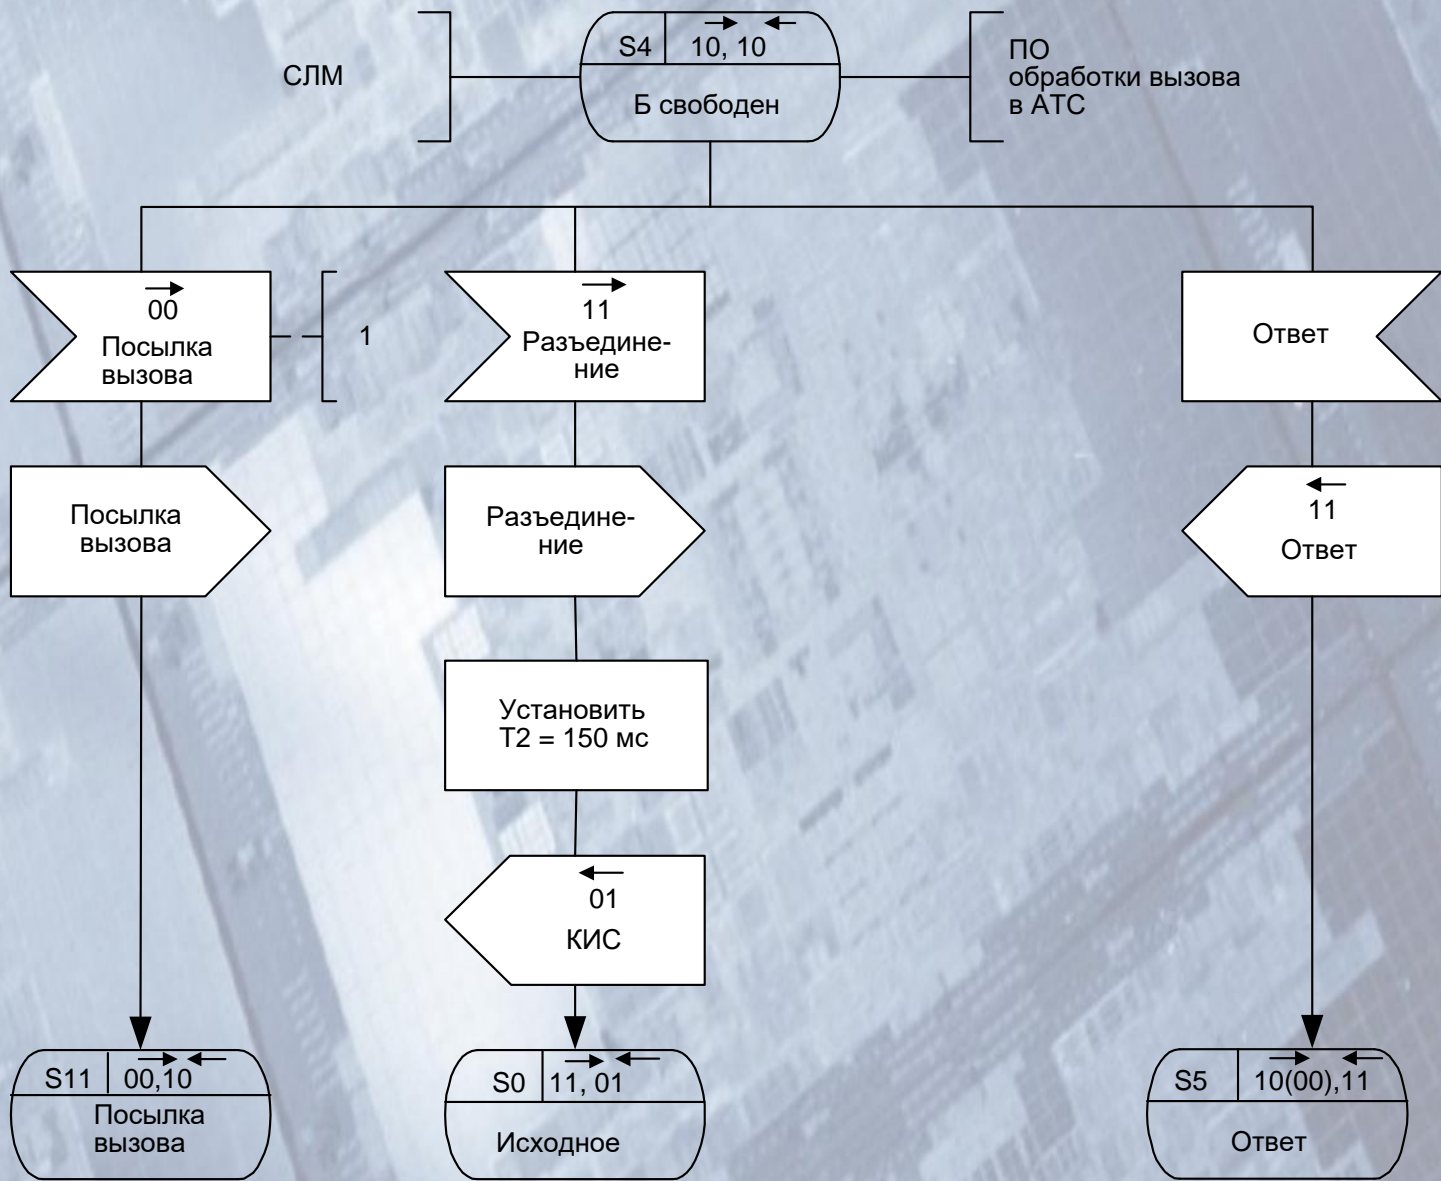 СЛМ
S4 10, 10
Б свободен
ПО
обработки вызова
в АТС
00
Посылка
вызова
1
11
Разъедине-
ние
Ответ
Посылка
вызова
Разъедине-
ние
11
Ответ
Установить
Т2 = 150 мс
01
КИС
S11 00,10
Посылка
вызова
S0 11, 01
Исходное
S5 10(00),11
Ответ